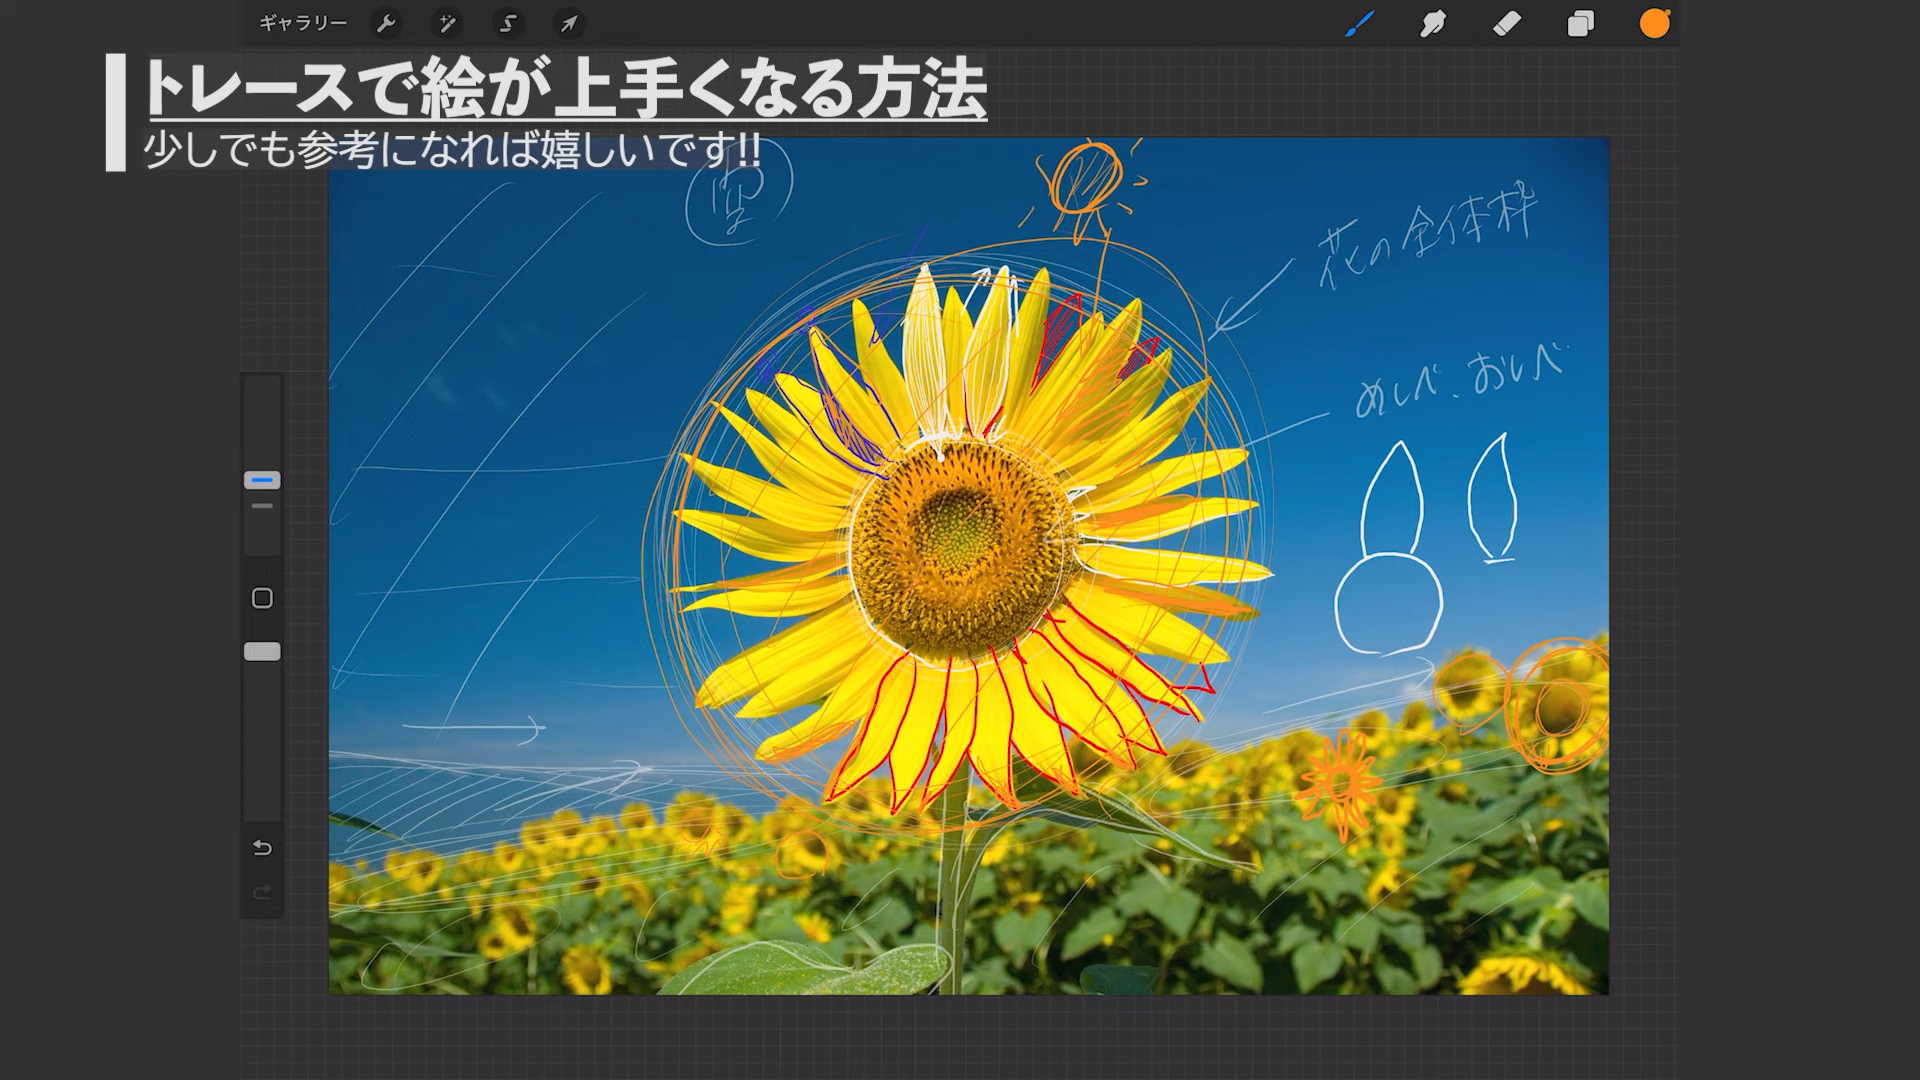 ギャラリー
トレースで絵が上手くなる方法
少しでも参考になれば嬉しいです!!
空
花の全体枠
めしべ、おしべ